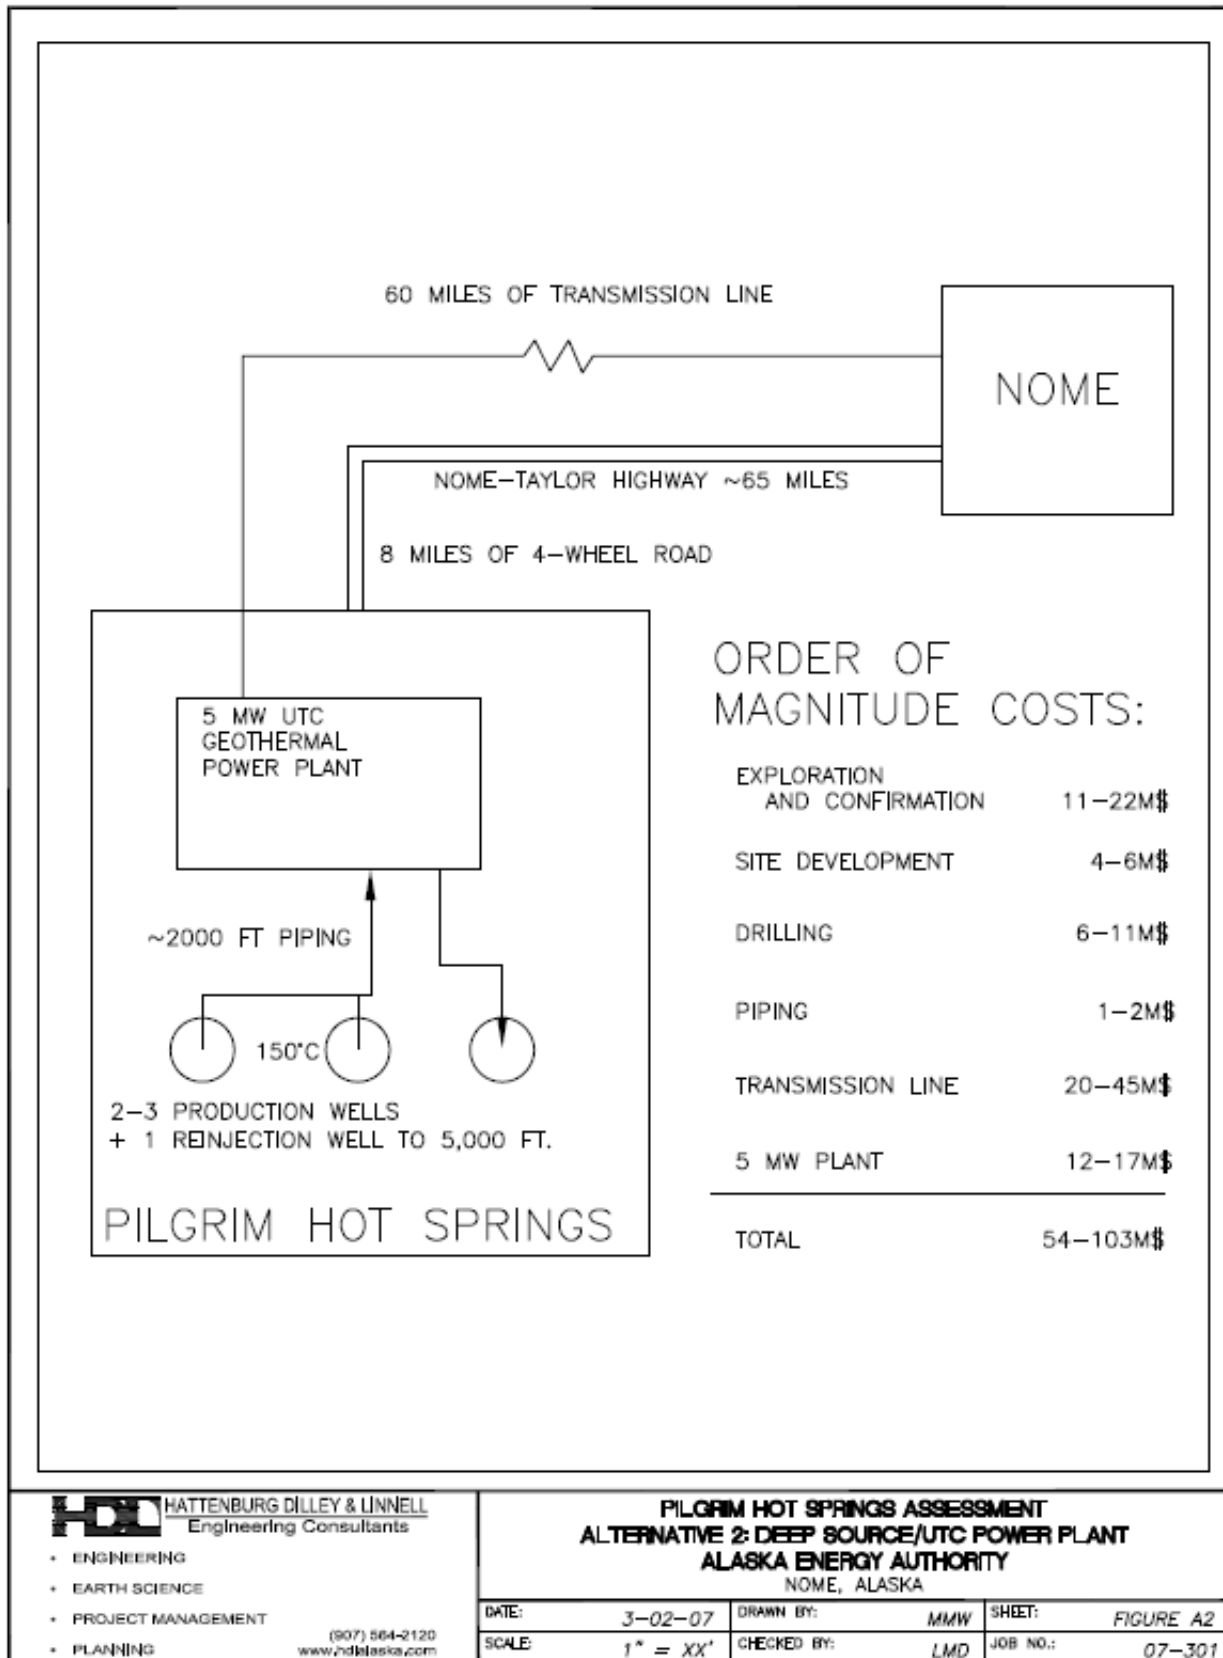 60 MILES OF TRANSMISSION LINE
NOME
NOME-TAYLOR HIGHWAY ~65 MILES
8 MILES OF 4-WHEEL ROAD
5 MW UTC
GEOTHERMAL
POWER PLANT
~2000 FT PIPING
150°C
2-3 PRODUCTION WELLS
+ 1 REINJECTION WELL TO 5,000 FT.
PILGRIM HOT SPRINGS
ORDER OF
MAGNITUDE COSTS:
EXPLORATION
AND CONFIRMATION 11-22M$
SITE DEVELOPMENT 4-6M$
DRILLING 6-11M$
PIPING 1-2M$
TRANSMISSION LINE 20-45M$
5 MW PLANT 12-17M$
TOTAL 54-103M$
HDL HATTENBURG DILLEY & LINNELL
Engineering Consultants
• ENGINEERING
• EARTH SCIENCE
• PROJECT MANAGEMENT
• PLANNING
(907) 564-2120
www.hdlalaska.com
PILGRIM HOT SPRINGS ASSESSMENT
ALTERNATIVE 2: DEEP SOURCE/UTC POWER PLANT
ALASKA ENERGY AUTHORITY
NOME, ALASKA
DATE: 3-02-07 DRAWN BY: MMW SHEET: FIGURE A2
SCALE: 1" = XX' CHECKED BY: LMD JOB NO.: 07-301